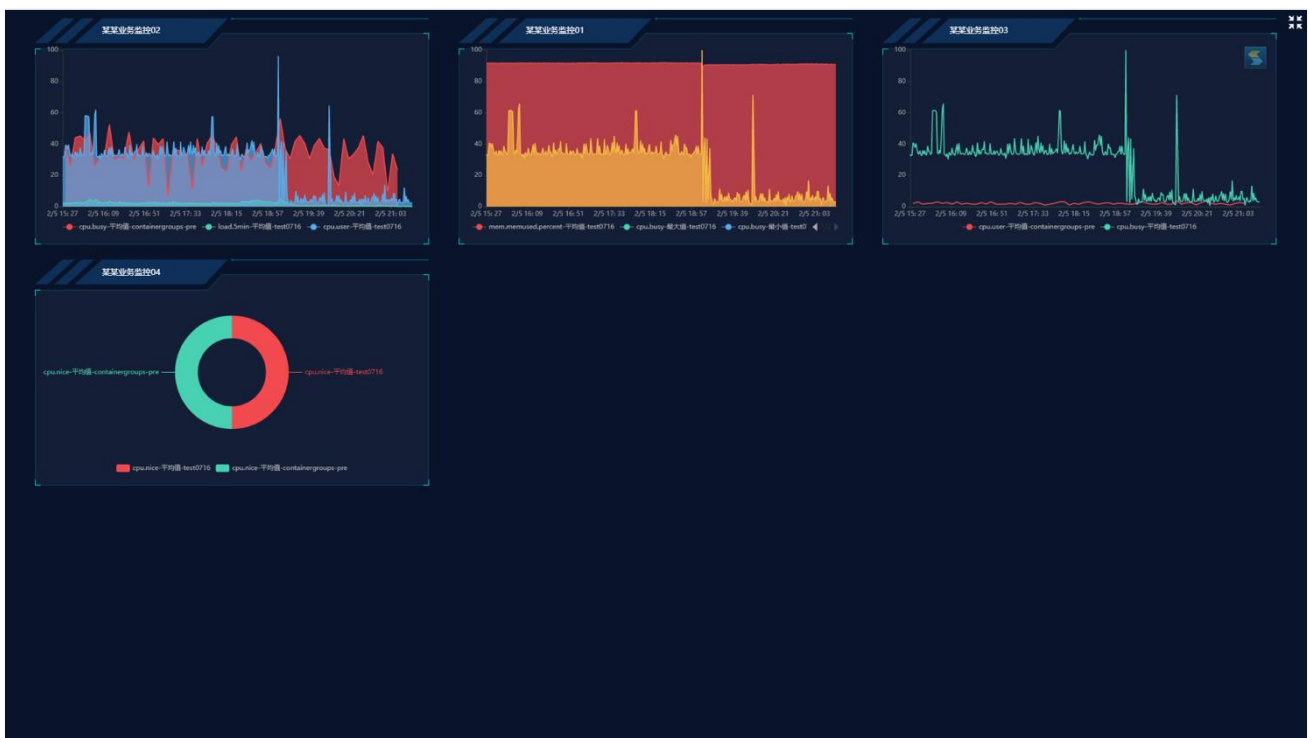 某某业务监控02
100
80
60
40
20
0
2/5 15:27 2/5 16:09 2/5 16:51 2/5 17:33 2/5 18:15 2/5 18:57 2/5 19:39 2/5 20:21 2/5 21:03
cpu.busy-平均值-containergroups-pre load.5min-平均值-test0716 cpu.user-平均值-test0716
某某业务监控01
100
80
60
40
20
0
2/5 15:27 2/5 16:09 2/5 16:51 2/5 17:33 2/5 18:15 2/5 18:57 2/5 19:39 2/5 20:21 2/5 21:03
mem.memused.percent-平均值-test0716 cpu.busy-最大值-test0716 cpu.busy-最小值-test0
某某业务监控03
100
80
60
40
20
0
2/5 15:27 2/5 16:09 2/5 16:51 2/5 17:33 2/5 18:15 2/5 18:57 2/5 19:39 2/5 20:21 2/5 21:03
cpu.user-平均值-containergroups-pre cpu.busy-平均值-test0716
某某业务监控04
cpu.nice-平均值-containergroups-pre
cpu.nice-平均值-test0716
cpu.nice-平均值-test0716 cpu.nice-平均值-containergroups-pre